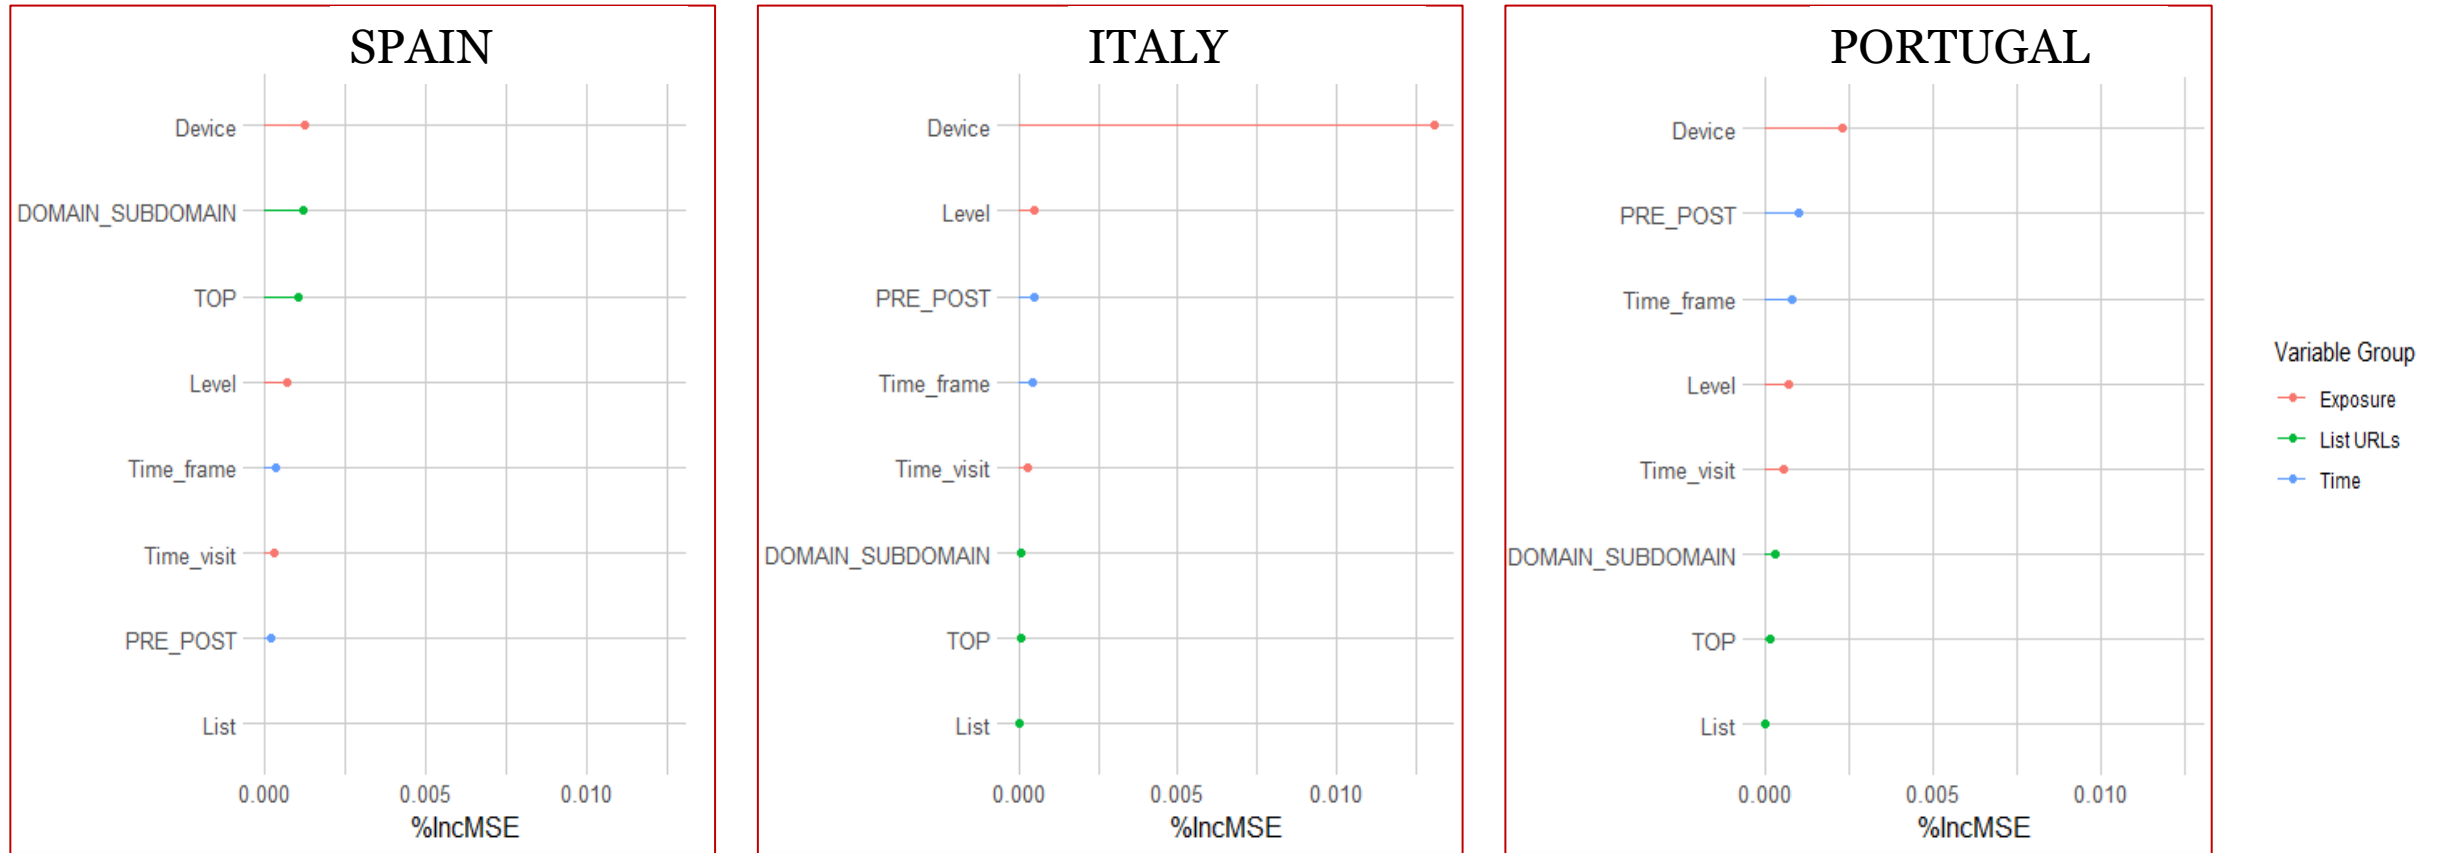 SPAIN
Device
DOMAIN_SUBDOMAIN
TOP
Level
Time_frame
Time_visit
PRE_POST
List
0.000 0.005 0.010
%IncMSE
ITALY
Device
Level
PRE_POST
Time_frame
Time_visit
DOMAIN_SUBDOMAIN
TOP
List
0.000 0.005 0.010
%IncMSE
PORTUGAL
Device
PRE_POST
Time_frame
Level
Time_visit
DOMAIN_SUBDOMAIN
TOP
List
0.000 0.005 0.010
%IncMSE
Variable Group
Exposure
List URLs
Time